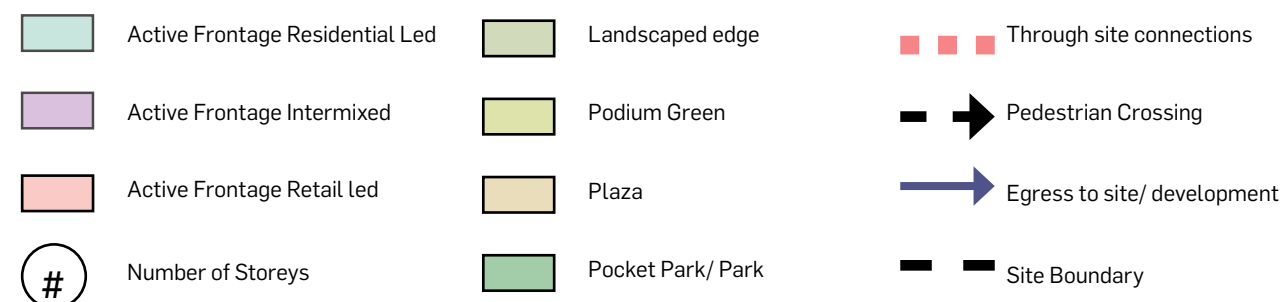 Active Frontage Residential Led
Active Frontage Intermixed
Active Frontage Retail led
#
Number of Storeys
Landscaped edge
Podium Green
Plaza
Pocket Park/ Park
Through site connections
Pedestrian Crossing
Egress to site/ development
Site Boundary